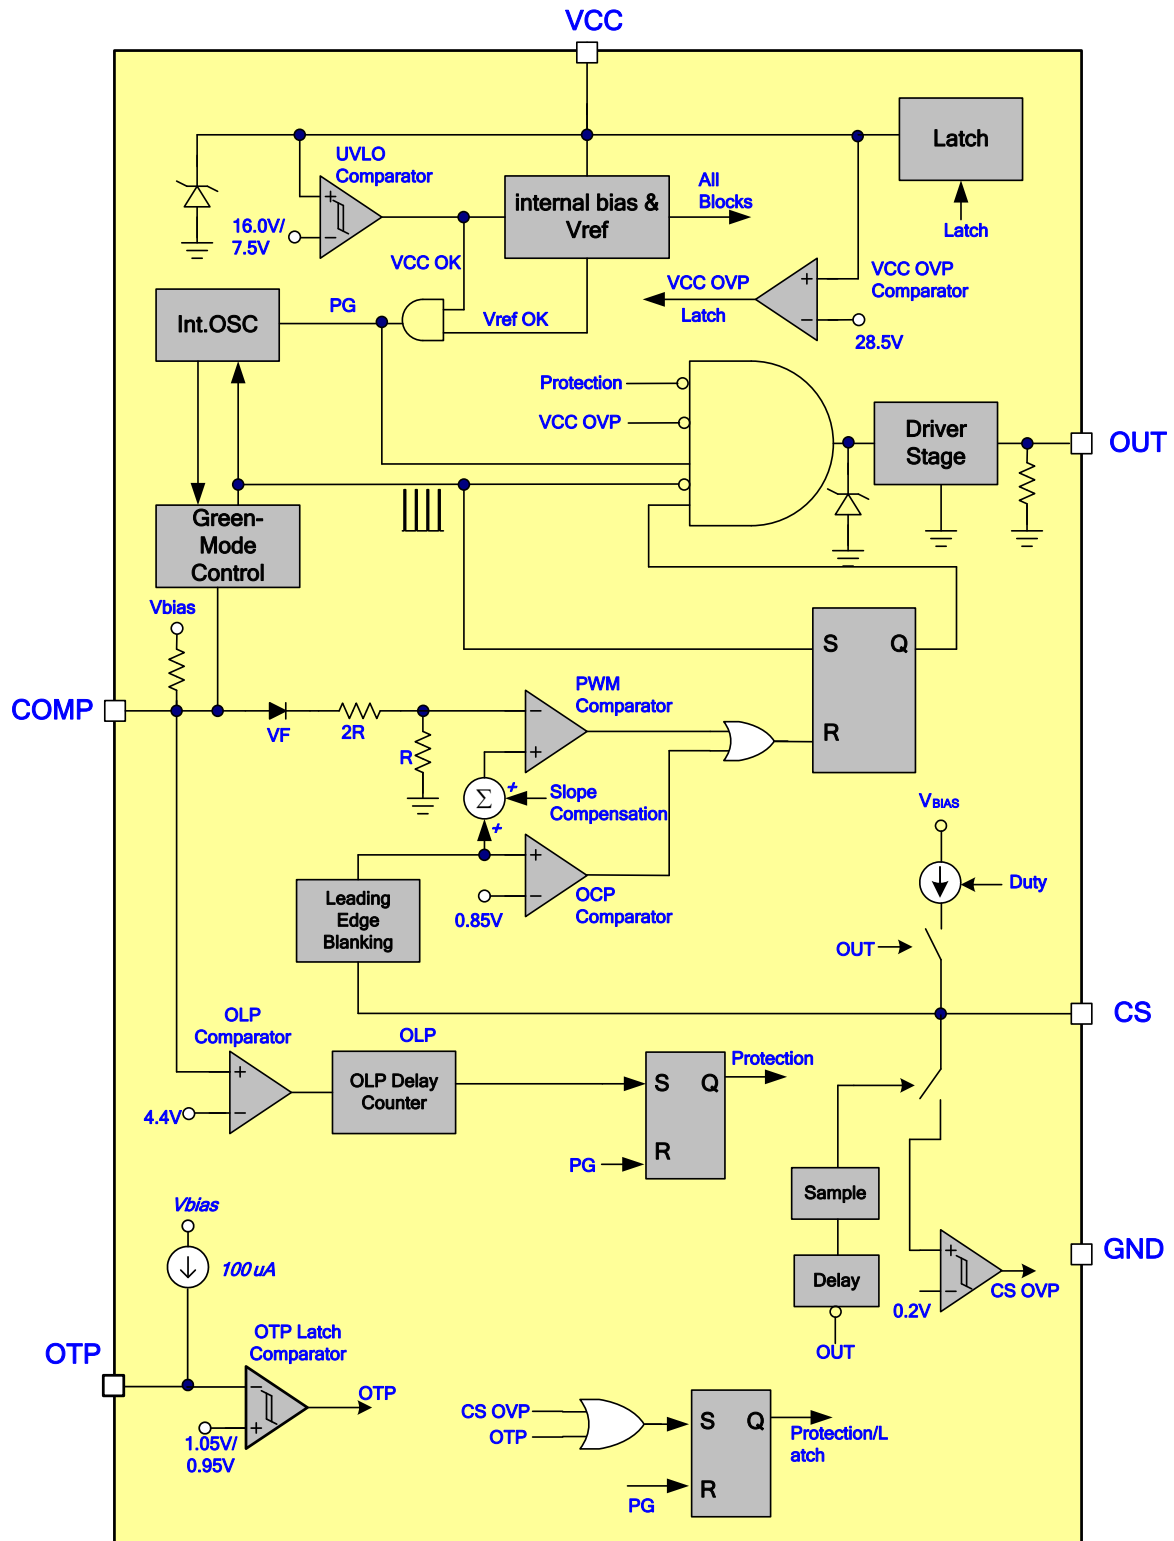 VCC
Latch
UVLO
Comparator
internal bias &
Vref
All
Blocks
+
−
16.0V/
7.5V
Latch
VCC OK
VCC OVP
Latch
+
−
VCC OVP
Comparator
28.5V
PG
Int.OSC
Vref OK
Protection
VCC OVP
Driver
Stage
OUT
Green-
Mode
Control
Vbias
S
Q
R
COMP
VF
2R
R
PWM
Comparator
−
+
Σ
+
+
Slope
Compensation
VBIAS
Duty
Leading
Edge
Blanking
+
−
0.85V
OCP
Comparator
OUT
CS
OLP
Comparator
OLP
+
−
4.4V
OLP Delay
Counter
S
Q
R
Protection
PG
Sample
Delay
OUT
GND
+
−
0.2V
CS OVP
Vbias
100uA
OTP
OTP Latch
Comparator
−
+
OTP
1.05V/
0.95V
CS OVP
OTP
S
Q
R
PG
Protection/L
atch